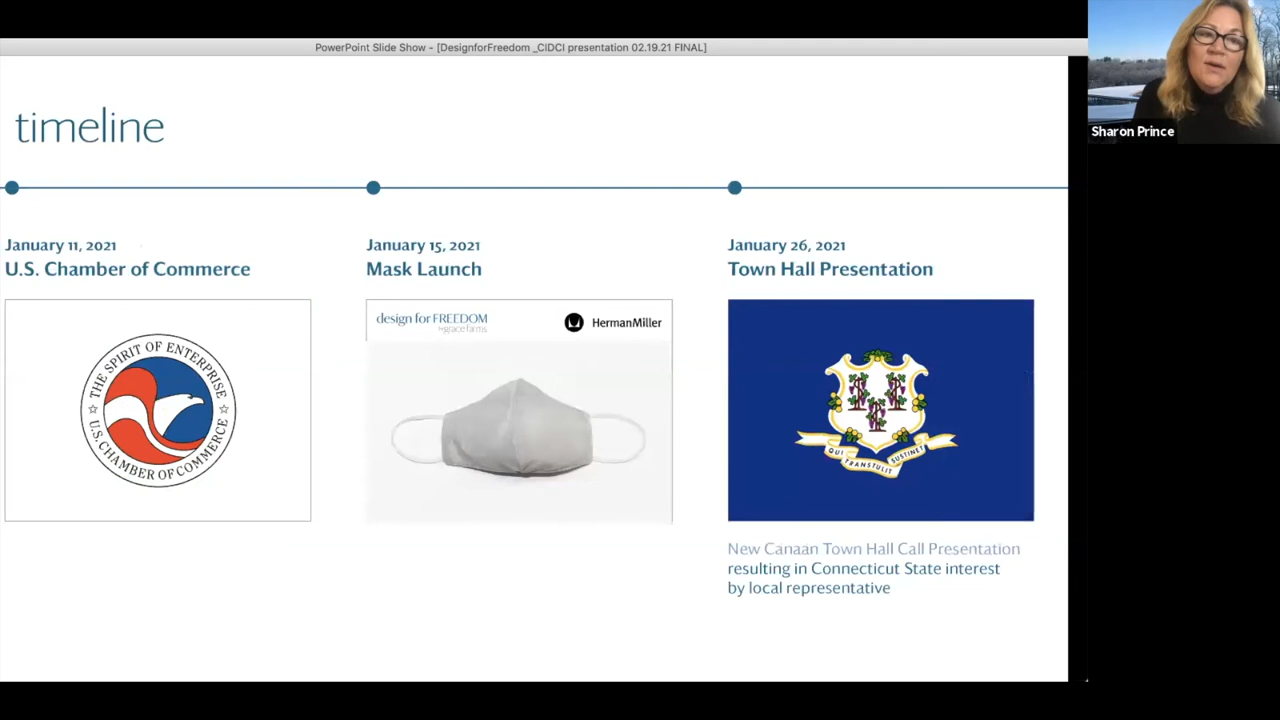 PowerPoint Slide Show - [DesignforFreedom _CIDCI presentation 02.19.21 FINAL]
Sharon Prince
timeline
January 11, 2021
U.S. Chamber of Commerce
THE SPIRIT OF ENTERPRISE
U.S. CHAMBER OF COMMERCE
January 15, 2021
Mask Launch
design for FREEDOM
by grace farms
HermanMiller
January 26, 2021
Town Hall Presentation
QUI TRANSTULIT SUSTINET
New Canaan Town Hall Call Presentation
resulting in Connecticut State interest
by local representative